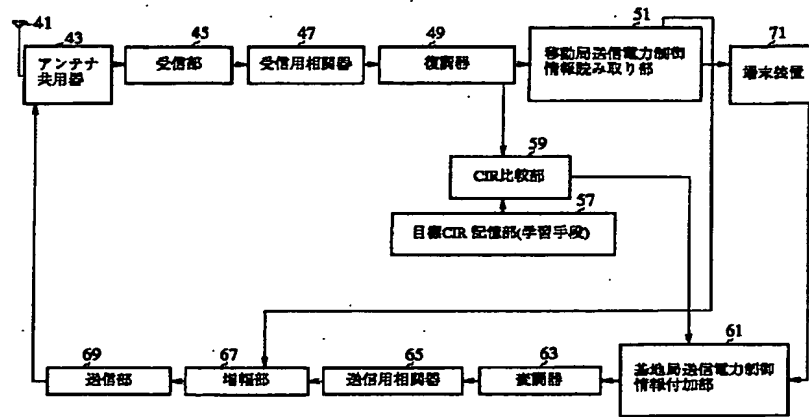 41
43
アンテナ
共用器
45
受信部
47
受信用相関器
49
復調器
51
移動局送信電力制御
情報読み取り部
71
端末装置
59
CIR比較部
57
目標CIR 記憶部(学習手段)
61
基地局送信電力制御
情報付加部
63
変調器
65
送信用相関器
67
増幅部
69
送信部